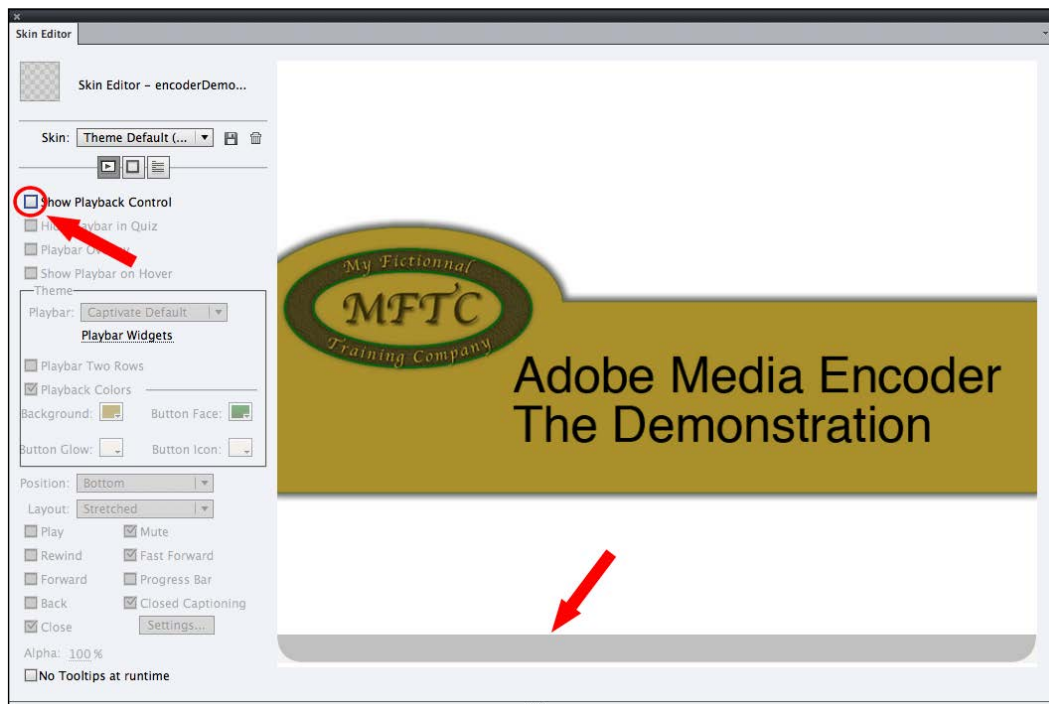 Skin Editor
Skin Editor – encoderDemo...
Skin: Theme Default (...
Show Playback Control
Hide Playbar in Quiz
Playbar Overlay
Show Playbar on Hover
Theme
Playbar: Captivate Default
Playbar Widgets
Playbar Two Rows
Playback Colors
Background: Button Face:
Button Glow: Button Icon:
Position: Bottom
Layout: Stretched
Play Mute
Rewind Fast Forward
Forward Progress Bar
Back Closed Captioning
Close Settings...
Alpha: 100 %
No Tooltips at runtime
My Fictionnal
MFTC
Training Company
Adobe Media Encoder
The Demonstration